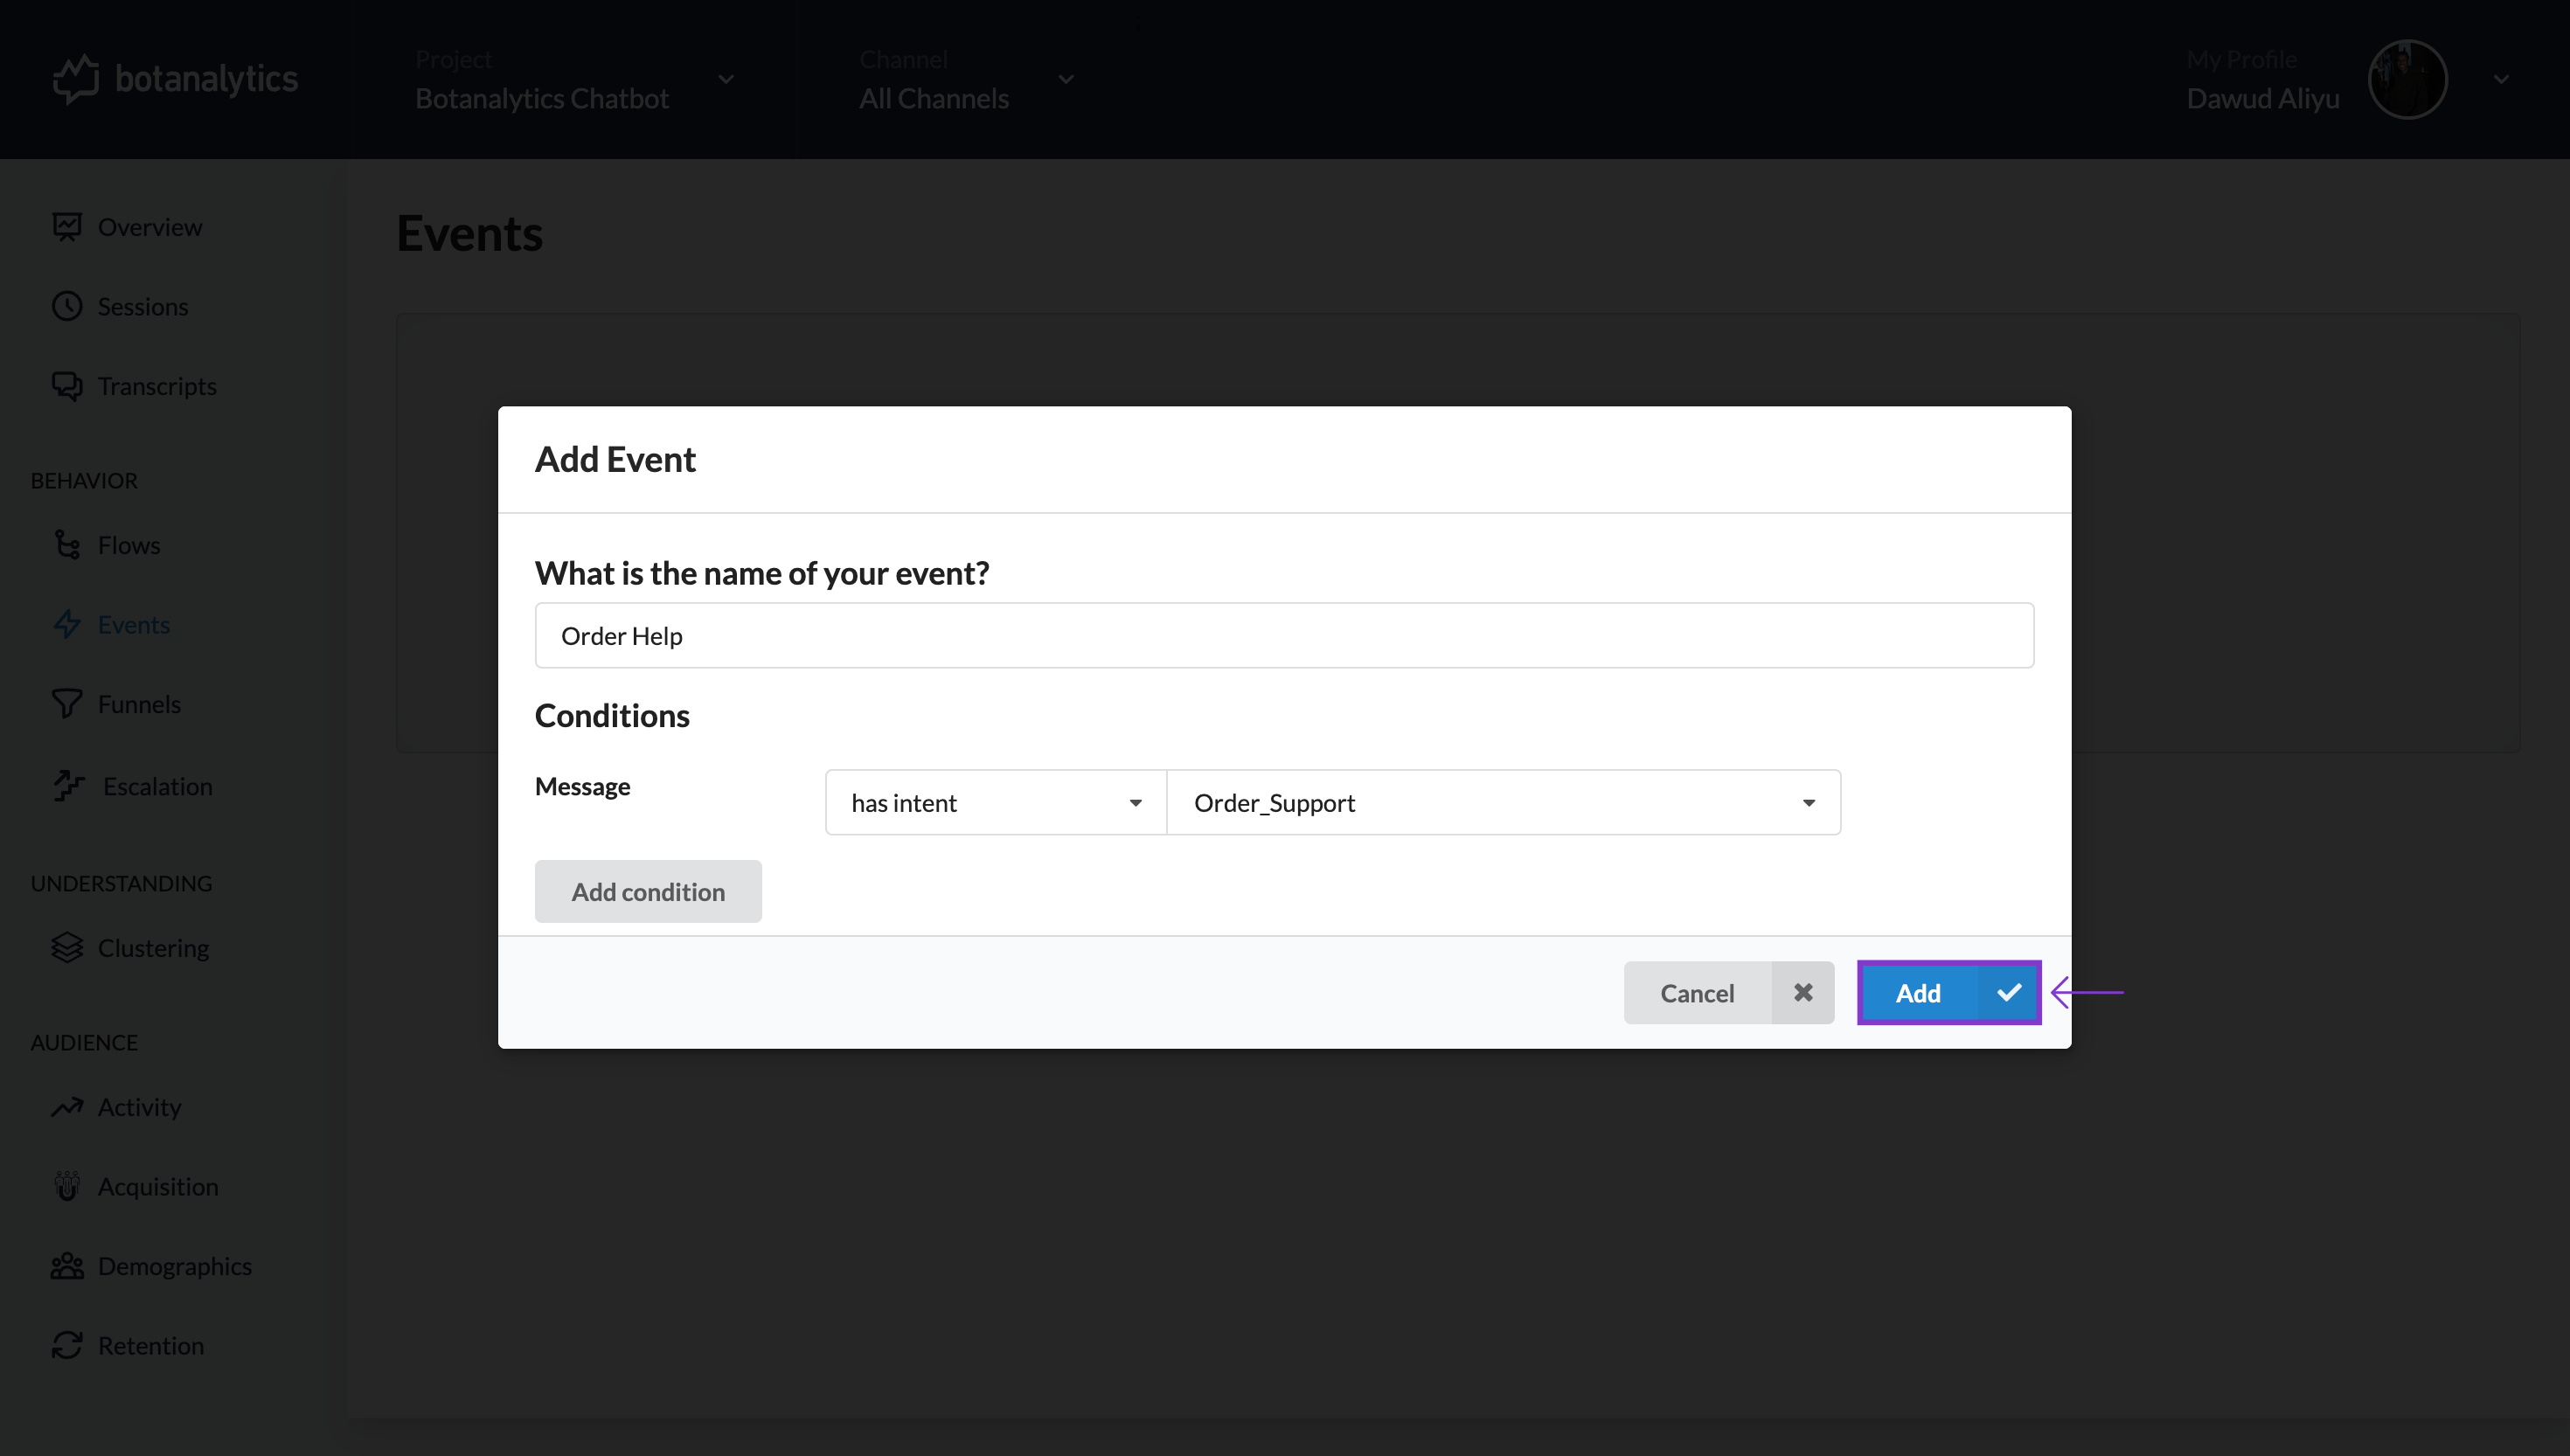 botanalytics
Project
Botanalytics Chatbot
Channel
All Channels
My Profile
Dawud Aliyu
Overview
Sessions
Transcripts
BEHAVIOR
Flows
Events
Funnels
Escalation
UNDERSTANDING
Clustering
AUDIENCE
Activity
Acquisition
Demographics
Retention
Events
Add Event
What is the name of your event?
Order Help
Conditions
Message
has intent
Order_Support
Add condition
Cancel
Add